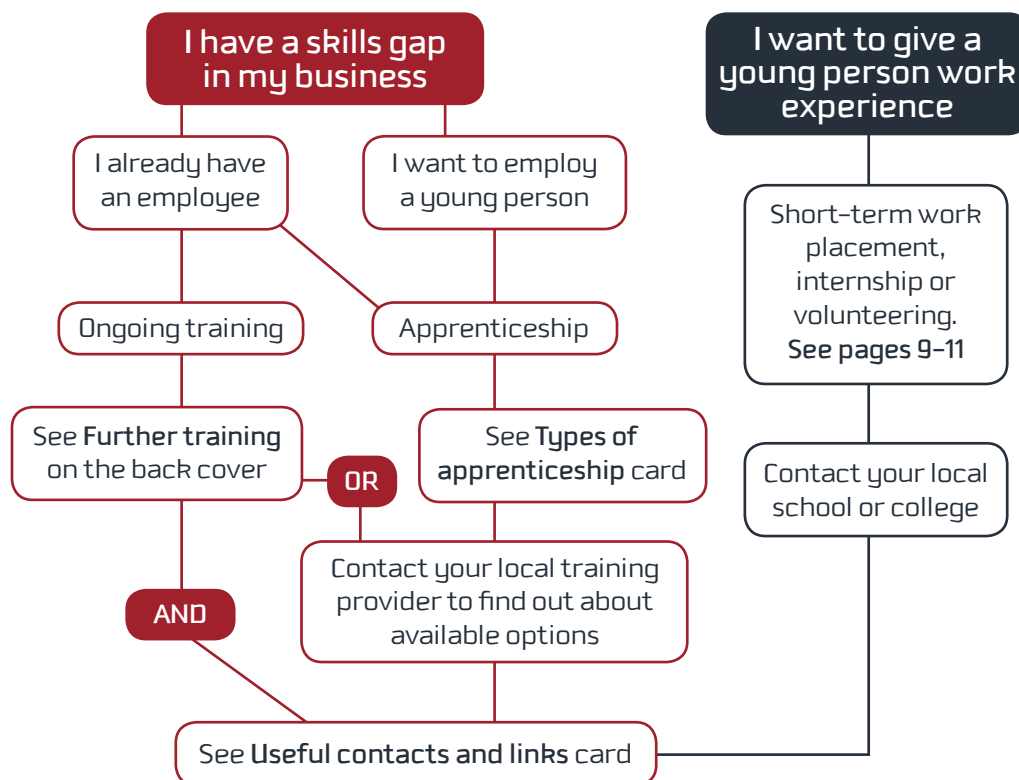 I have a skills gap
in my business
I want to give a
young person work
experience
I already have
an employee
I want to employ
a young person
Short-term work
placement,
internship or
volunteering.
See pages 9–11
Ongoing training
Apprenticeship
See Further training
on the back cover
OR
See Types of
apprenticeship card
Contact your local
school or college
AND
Contact your local training
provider to find out about
available options
See Useful contacts and links card